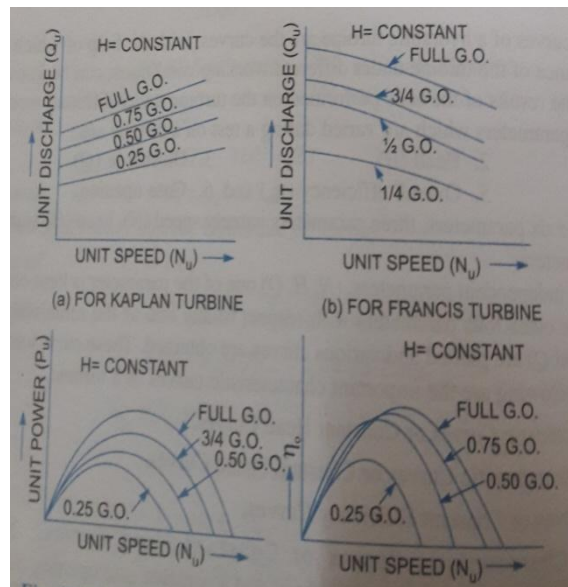 H= CONSTANT
UNIT DISCHARGE (Qu)
FULL G.O.
0.75 G.O.
0.50 G.O.
0.25 G.O.
UNIT SPEED (Nu)
(a) FOR KAPLAN TURBINE
H= CONSTANT
UNIT DISCHARGE (Qu)
FULL G.O.
3/4 G.O.
½ G.O.
1/4 G.O.
UNIT SPEED (Nu)
(b) FOR FRANCIS TURBINE
H= CONSTANT
UNIT POWER (Pu)
FULL G.O.
3/4 G.O.
0.50 G.O.
0.25 G.O.
UNIT SPEED (Nu)
H= CONSTANT
ηo
FULL G.O.
0.75 G.O.
0.50 G.O.
0.25 G.O.
UNIT SPEED (Nu)